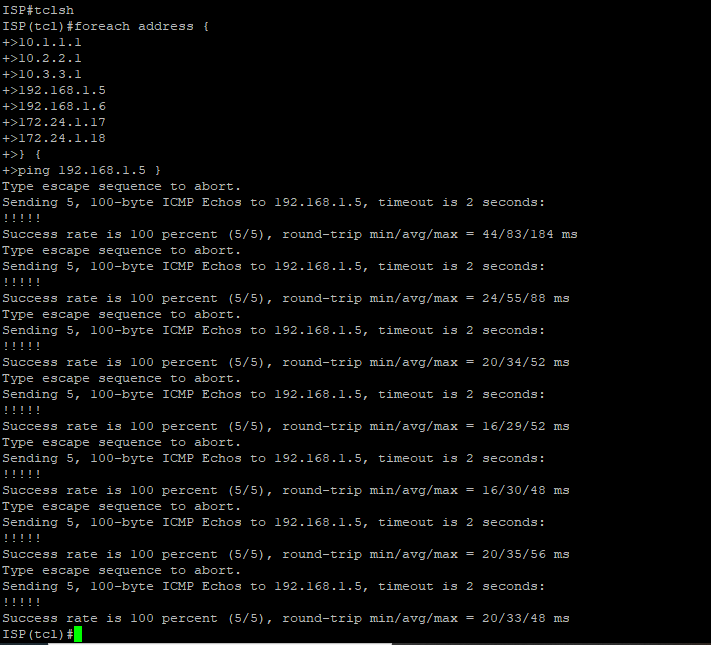 ISP#tclsh
ISP(tcl)#foreach address {
+>10.1.1.1
+>10.2.2.1
+>10.3.3.1
+>192.168.1.5
+>192.168.1.6
+>172.24.1.17
+>172.24.1.18
+>} {
+>ping 192.168.1.5 }
Type escape sequence to abort.
Sending 5, 100-byte ICMP Echos to 192.168.1.5, timeout is 2 seconds:
!!!!!
Success rate is 100 percent (5/5), round-trip min/avg/max = 44/83/184 ms
Type escape sequence to abort.
Sending 5, 100-byte ICMP Echos to 192.168.1.5, timeout is 2 seconds:
!!!!!
Success rate is 100 percent (5/5), round-trip min/avg/max = 24/55/88 ms
Type escape sequence to abort.
Sending 5, 100-byte ICMP Echos to 192.168.1.5, timeout is 2 seconds:
!!!!!
Success rate is 100 percent (5/5), round-trip min/avg/max = 20/34/52 ms
Type escape sequence to abort.
Sending 5, 100-byte ICMP Echos to 192.168.1.5, timeout is 2 seconds:
!!!!!
Success rate is 100 percent (5/5), round-trip min/avg/max = 16/29/52 ms
Type escape sequence to abort.
Sending 5, 100-byte ICMP Echos to 192.168.1.5, timeout is 2 seconds:
!!!!!
Success rate is 100 percent (5/5), round-trip min/avg/max = 16/30/48 ms
Type escape sequence to abort.
Sending 5, 100-byte ICMP Echos to 192.168.1.5, timeout is 2 seconds:
!!!!!
Success rate is 100 percent (5/5), round-trip min/avg/max = 20/35/56 ms
Type escape sequence to abort.
Sending 5, 100-byte ICMP Echos to 192.168.1.5, timeout is 2 seconds:
!!!!!
Success rate is 100 percent (5/5), round-trip min/avg/max = 20/33/48 ms
ISP(tcl)#